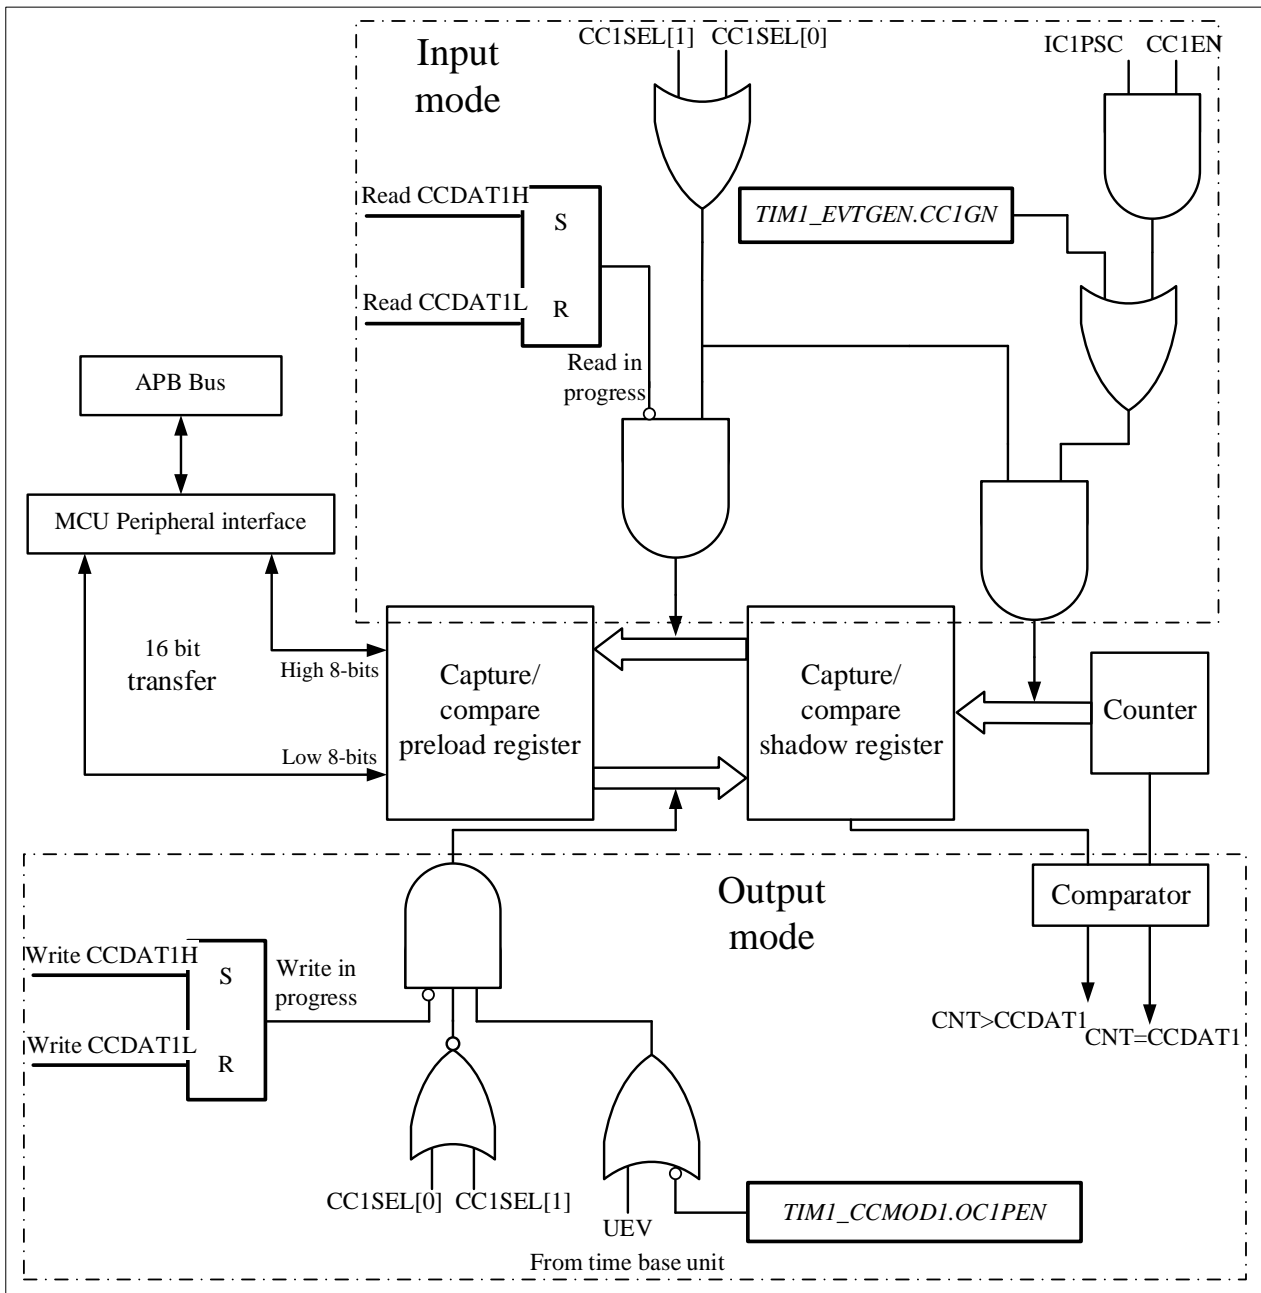 CC1SEL[1] CC1SEL[0]
IC1PSC CC1EN
Input
mode
Read CCDAT1H
S
TIM1_EVTGEN.CC1GN
Read CCDAT1L
R
Read in
progress
APB Bus
MCU Peripheral interface
16 bit
transfer
High 8-bits
Low 8-bits
Capture/
compare
preload register
Capture/
compare
shadow register
Counter
Output
mode
Comparator
Write CCDAT1H
S
Write in
progress
Write CCDAT1L
R
CNT>CCDAT1
CNT=CCDAT1
CC1SEL[0] CC1SEL[1]
UEV
TIM1_CCMOD1.OC1PEN
From time base unit